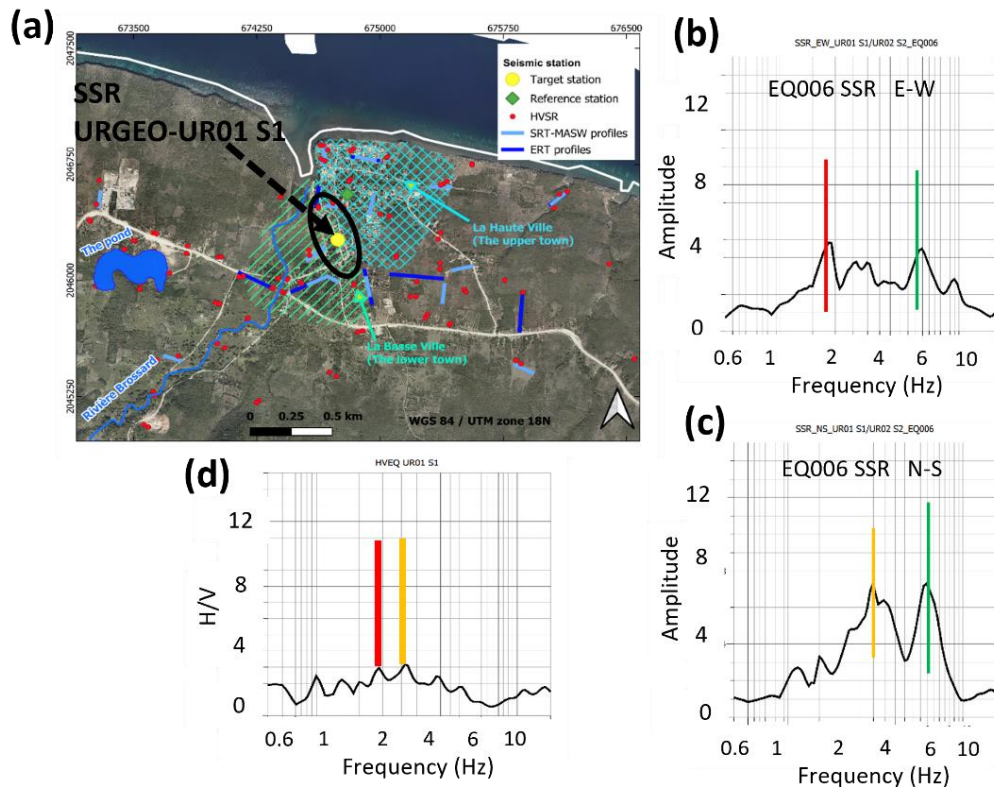 (a)
673500 674250 675000 675750 676500
2047500
2046750
2046000
2045250
SSR
URGEO-UR01 S1
Seismic station
Target station
Reference station
HVSR
SRT-MASW profiles
ERT profiles
The pond
La Haute Ville
(The upper town)
La Basse Ville
(The lower town)
Rivière Brossard
0 0.25 0.5 km
WGS 84 / UTM zone 18N
(b)
SSR_EW_UR01 S1/UR02 S2_EQ006
EQ006 SSR E-W
Amplitude
12
8
4
0
0.6 1 2 4 6 10
Frequency (Hz)
(c)
SSR_NS_UR01 S1/UR02 S2_EQ006
EQ006 SSR N-S
Amplitude
12
8
4
0
0.6 1 2 4 6 10
Frequency (Hz)
(d)
HVEQ UR01 S1
H/V
12
8
4
0
0.6 1 2 4 6 10
Frequency (Hz)